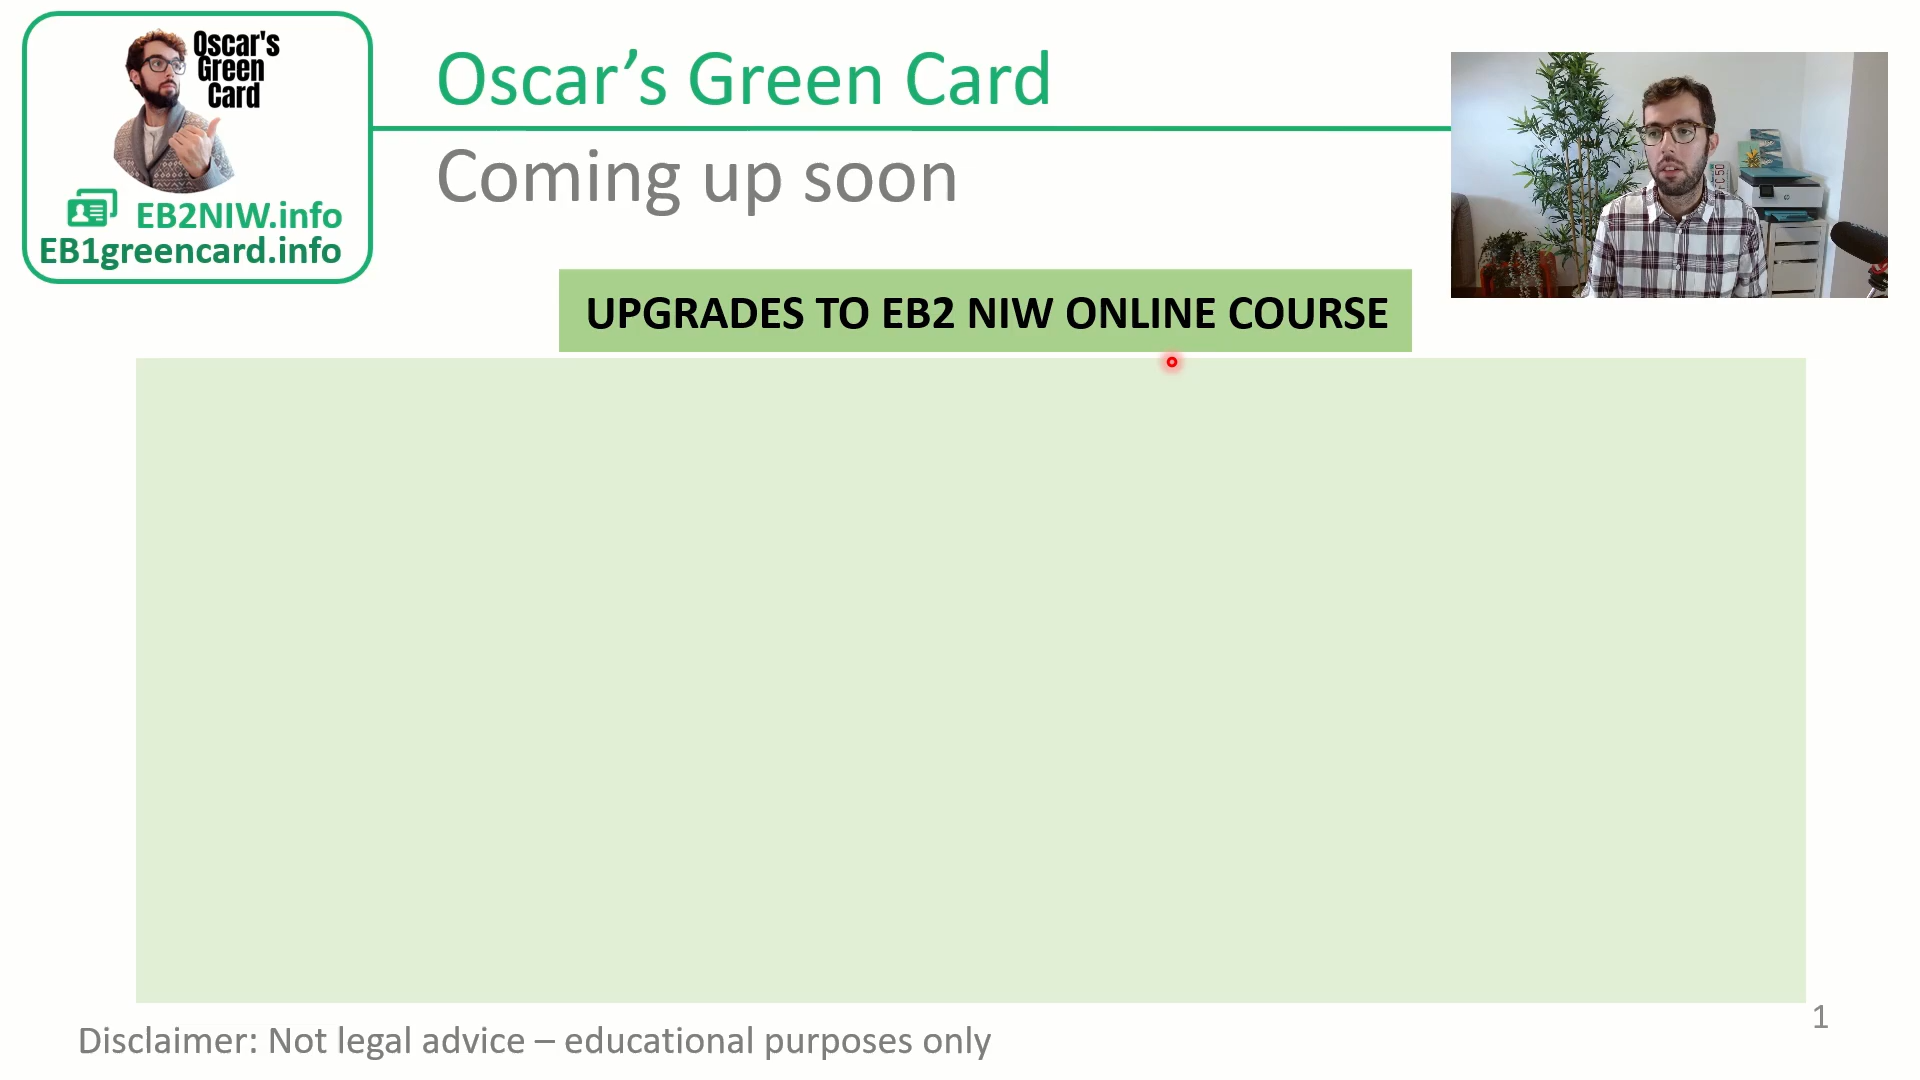 Oscar's
Green
Card
EB2NIW.info
EB1greencard.info
Oscar’s Green Card
Coming up soon
UPGRADES TO EB2 NIW ONLINE COURSE
Disclaimer: Not legal advice – educational purposes only
1